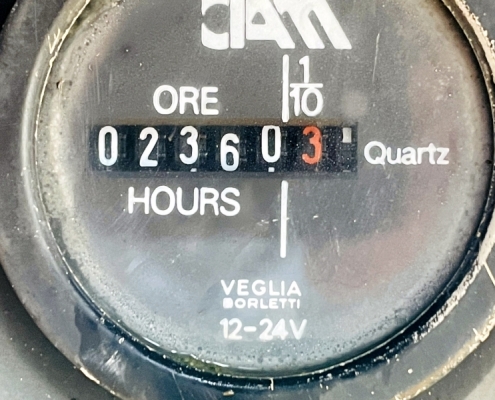 ORE
1/10
023603
Quartz
HOURS
VEGLIA
BORLETTI
12-24V